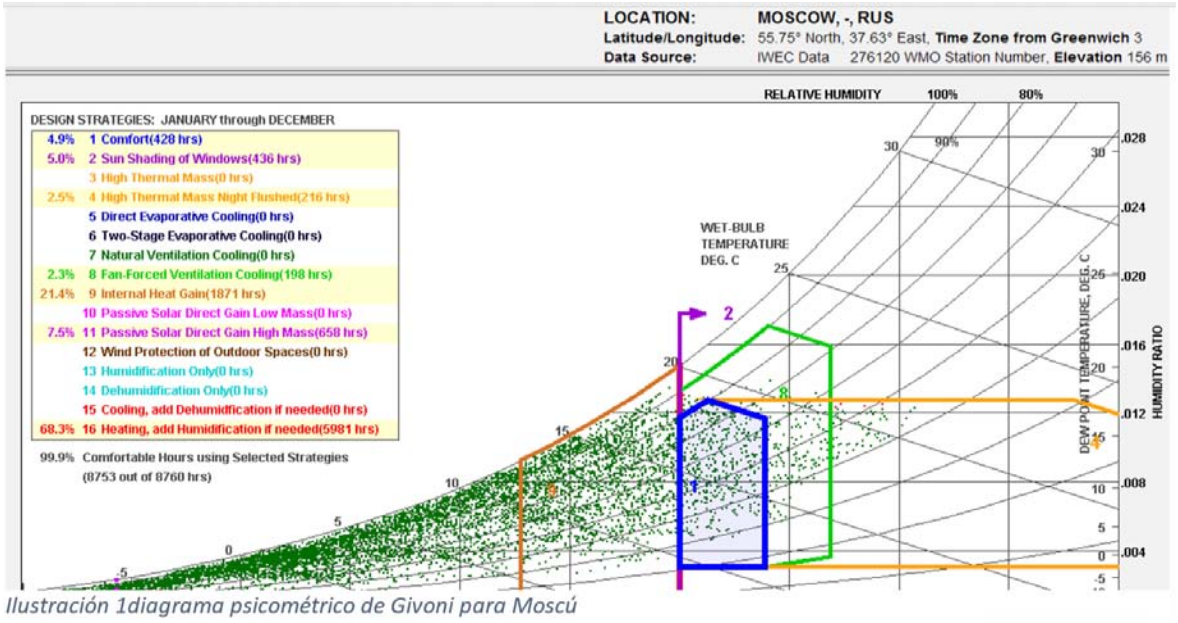 LOCATION: MOSCOW, -, RUS
Latitude/Longitude: 55.75° North, 37.63° East, Time Zone from Greenwich 3
Data Source: IWEC Data 276120 WMO Station Number, Elevation 156 m
RELATIVE HUMIDITY 100% 80%
DESIGN STRATEGIES: JANUARY through DECEMBER
4.9% 1 Comfort(428 hrs)
5.0% 2 Sun Shading of Windows(436 hrs)
3 High Thermal Mass(0 hrs)
2.5% 4 High Thermal Mass Night Flushed(216 hrs)
5 Direct Evaporative Cooling(0 hrs)
6 Two-Stage Evaporative Cooling(0 hrs)
7 Natural Ventilation Cooling(0 hrs)
2.3% 8 Fan-Forced Ventilation Cooling(198 hrs)
21.4% 9 Internal Heat Gain(1871 hrs)
10 Passive Solar Direct Gain Low Mass(0 hrs)
7.5% 11 Passive Solar Direct Gain High Mass(658 hrs)
12 Wind Protection of Outdoor Spaces(0 hrs)
13 Humidification Only(0 hrs)
14 Dehumidification Only(0 hrs)
15 Cooling, add Dehumidfication if needed(0 hrs)
68.3% 16 Heating, add Humidification if needed(5981 hrs)
99.9% Comfortable Hours using Selected Strategies
(8753 out of 8760 hrs)
90%
WET-BULB
TEMPERATURE
DEG. C
30
25
20
15
10
5
0
-5
2
8
1
9
4
DEW POINT TEMPERATURE, DEG. C
30
25
20
15
10
5
0
-5
HUMIDITY RATIO
.028
.024
.020
.016
.012
.008
.004
Ilustración 1diagrama psicométrico de Givoni para Moscú